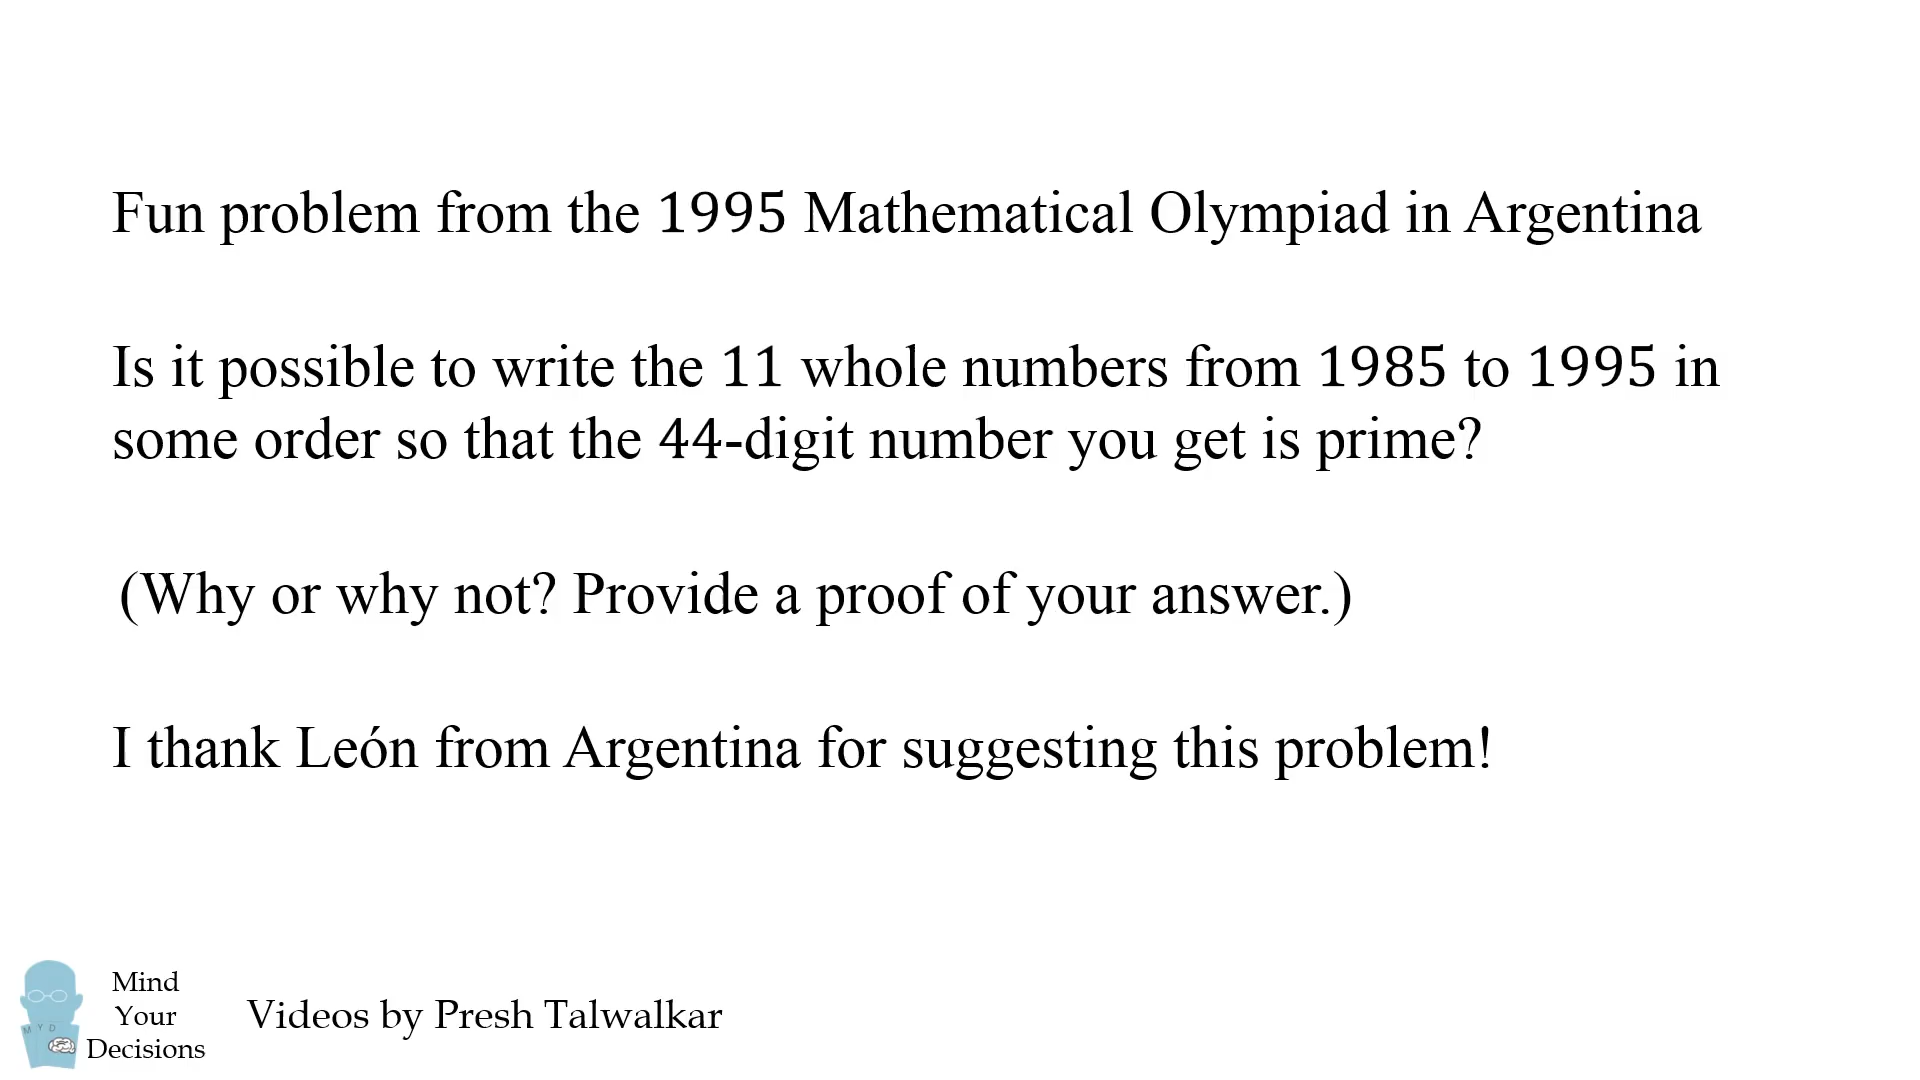 Fun problem from the 1995 Mathematical Olympiad in Argentina
Is it possible to write the 11 whole numbers from 1985 to 1995 in
some order so that the 44-digit number you get is prime?
(Why or why not? Provide a proof of your answer.)
I thank León from Argentina for suggesting this problem!
M Y D
Mind
Your
Decisions
Videos by Presh Talwalkar